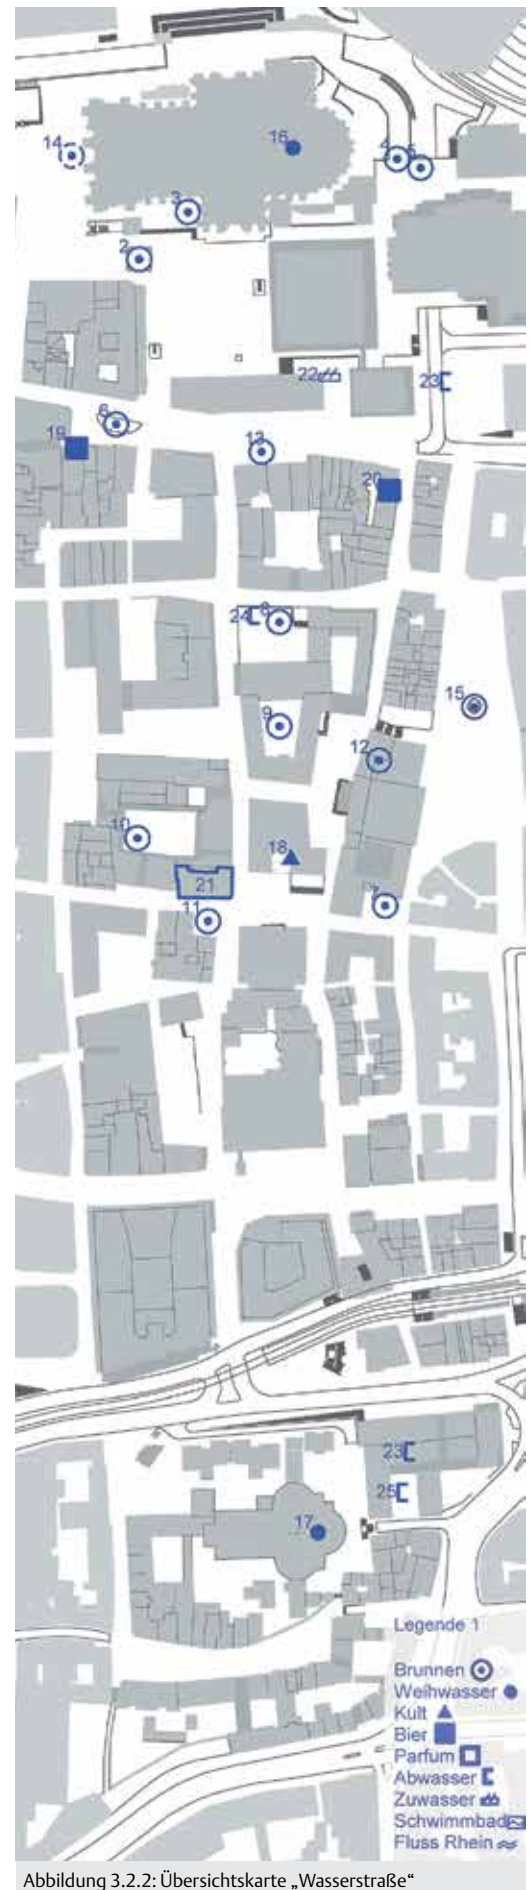 16
14
4
5
3
2
22
23
6
19
13
20
24
8
15
9
12
10
18
21
7
11
23
25
17
Legende 1
Brunnen
Weihwasser
Kult
Bier
Parfum
Abwasser
Zuwasser
Schwimmbad
Fluss Rhein
Abbildung 3.2.2: Übersichtskarte „Wasserstraße“